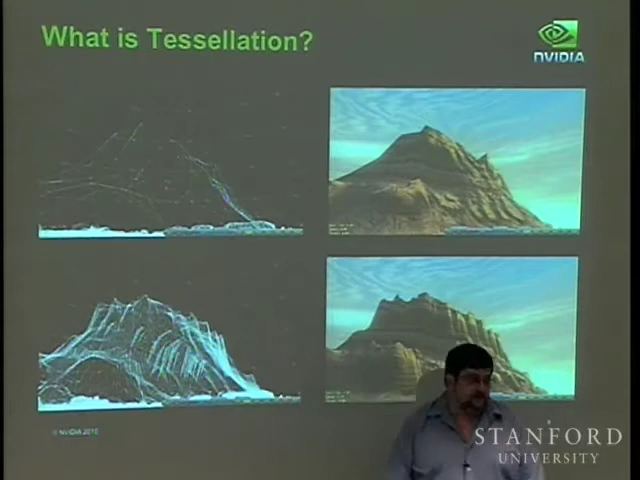 What is Tessellation?
NVIDIA
© NVIDIA 2010
STANFORD
UNIVERSITY